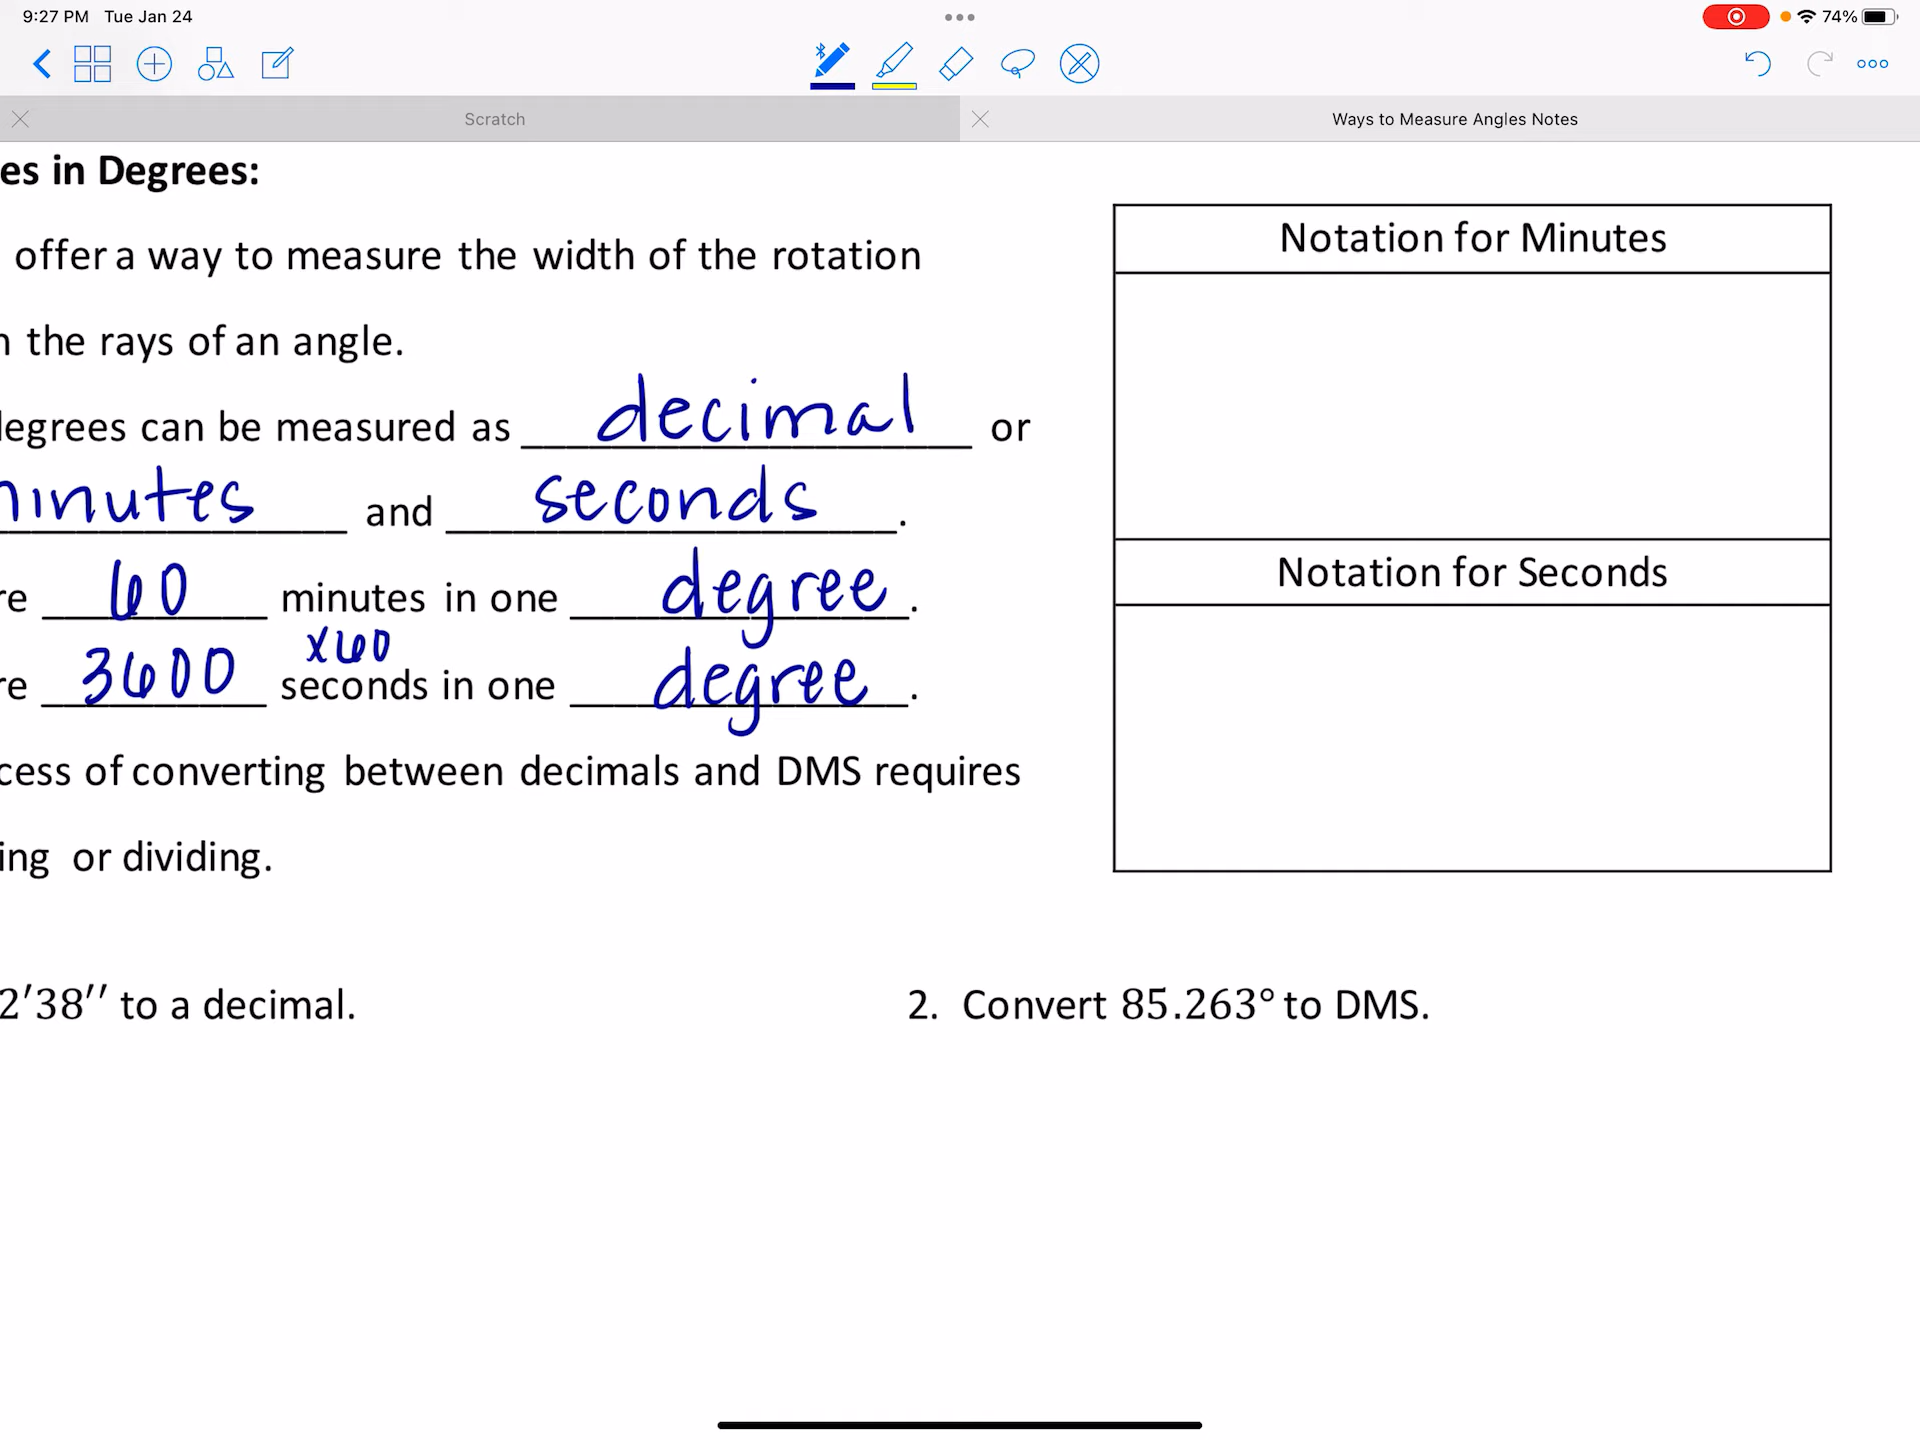 9:27 PM Tue Jan 24
74%
Scratch
Ways to Measure Angles Notes
es in Degrees:
offer a way to measure the width of the rotation
the rays of an angle.
egrees can be measured as decimal or
minutes and seconds.
re 60 minutes in one degree.
x60
re 3600 seconds in one degree.
cess of converting between decimals and DMS requires
ing or dividing.
Notation for Minutes
Notation for Seconds
2′38′′ to a decimal.
2. Convert 85.263° to DMS.